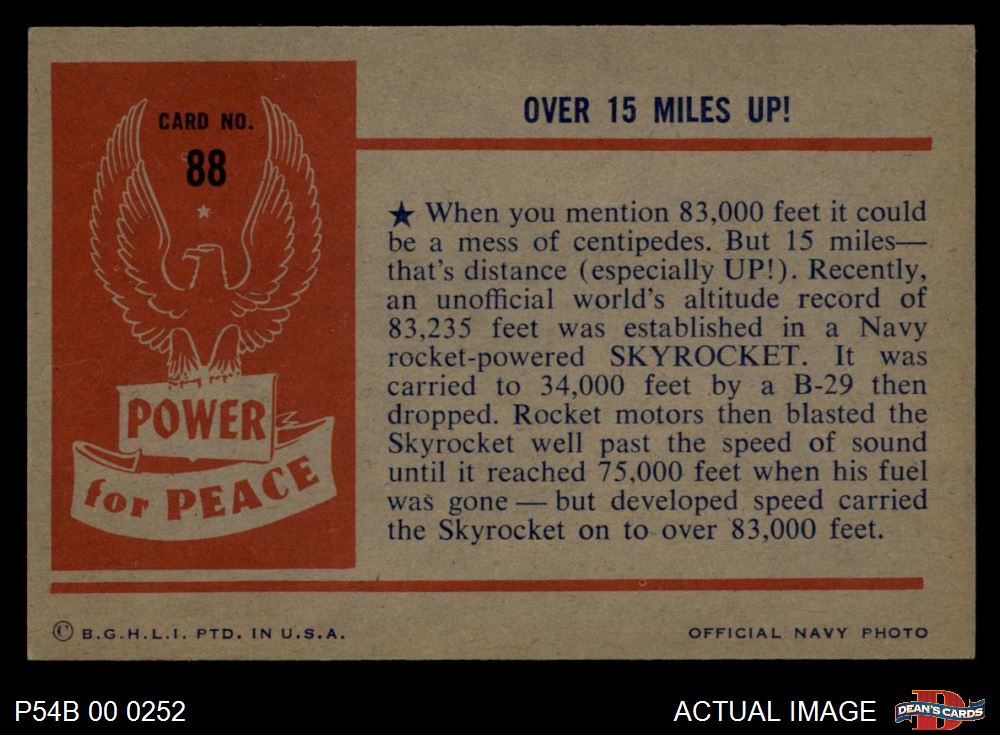 CARD NO.
88
POWER
for PEACE
OVER 15 MILES UP!
★ When you mention 83,000 feet it could
be a mess of centipedes. But 15 miles—
that's distance (especially UP!). Recently,
an unofficial world's altitude record of
83,235 feet was established in a Navy
rocket-powered SKYROCKET. It was
carried to 34,000 feet by a B-29 then
dropped. Rocket motors then blasted the
Skyrocket well past the speed of sound
until it reached 75,000 feet when his fuel
was gone — but developed speed carried
the Skyrocket on to over 83,000 feet.
© B.G.H.L.I. PTD. IN U.S.A.
OFFICIAL NAVY PHOTO
P54B 00 0252
ACTUAL IMAGE
D
DEAN'S CARDS